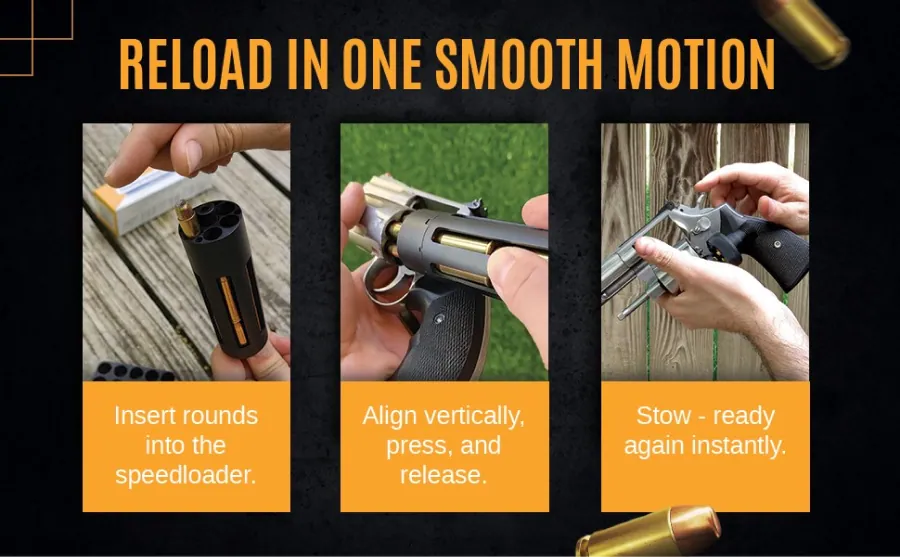 RELOAD IN ONE SMOOTH MOTION
Insert rounds
into the
speedloader.
Align vertically,
press, and
release.
Stow - ready
again instantly.